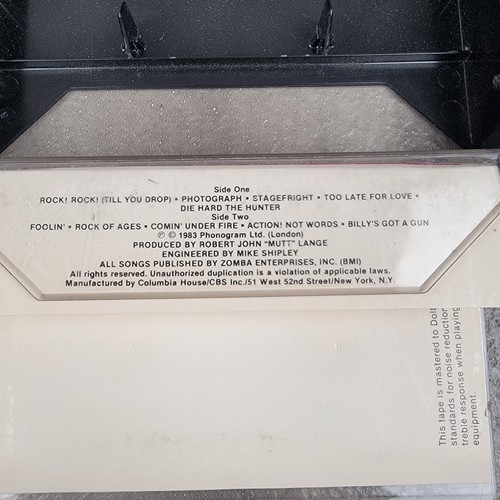 Side One
ROCK! ROCK! (TILL YOU DROP) • PHOTOGRAPH • STAGEFRIGHT • TOO LATE FOR LOVE •
DIE HARD THE HUNTER
Side Two
FOOLIN' • ROCK OF AGES • COMIN' UNDER FIRE • ACTION! NOT WORDS • BILLY'S GOT A GUN
Ⓟ © 1983 Phonogram Ltd. (London)
PRODUCED BY ROBERT JOHN "MUTT" LANGE
ENGINEERED BY MIKE SHIPLEY
ALL SONGS PUBLISHED BY ZOMBA ENTERPRISES, INC. (BMI)
All rights reserved. Unauthorized duplication is a violation of applicable laws.
Manufactured by Columbia House/CBS Inc./51 West 52nd Street/New York, N.Y.
This tape is mastered to
standards for noise reduction
treble response when playing
equipment.